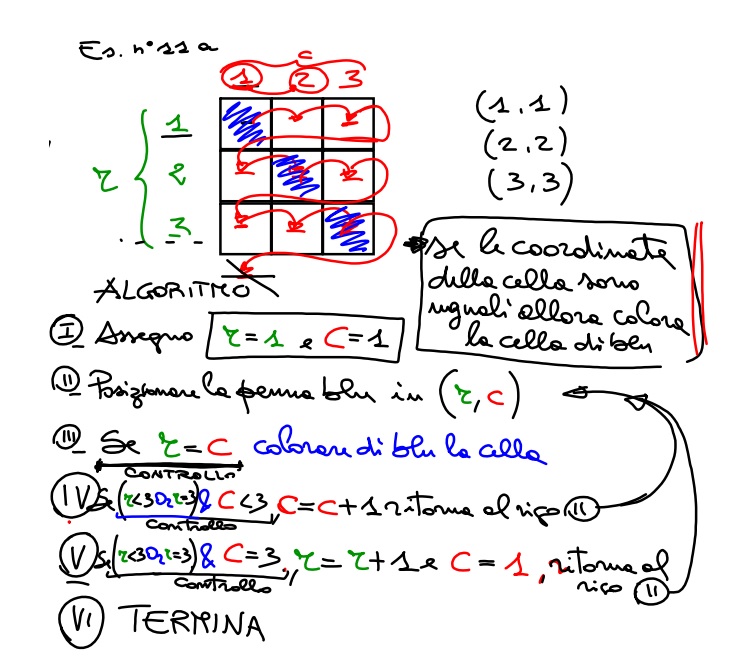 Es. n°11 a
C
1 2 3
1
2
3
r
(1,1)
(2,2)
(3,3)
Se le coordinate
della cella sono
uguali allora colora
la cella di blu
ALGORITMO
I Assegno r=1 e C=1
II Posizionare la penna blu in (r,c)
III Se r=C colorare di blu la cella
CONTROLLO
IV Se (r<3 Or r=3) & C<3 C=C+1 ritorna al rigo II
Controllo
V Se (r<3 Or r=3) & C=3, r=r+1 e C=1, ritorna al
rigo II
Controllo
VI TERMINA